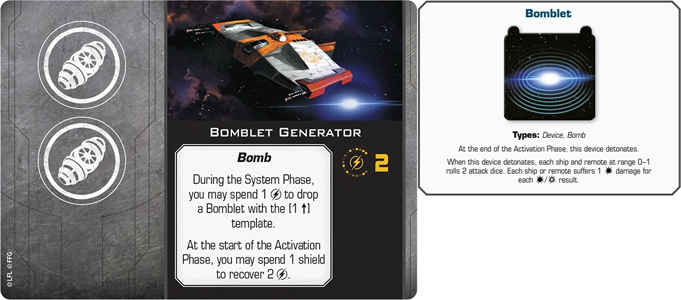 BOMBLET GENERATOR
Bomb
2
During the System Phase,
you may spend 1 to drop
a Bomblet with the [1 ↑]
template.
At the start of the Activation
Phase, you may spend 1 shield
to recover 2 .
© LFL © FFG
Bomblet
Types: Device, Bomb
At the end of the Activation Phase, this device detonates.
When this device detonates, each ship and remote at range 0–1
rolls 2 attack dice. Each ship or remote suffers 1 damage for
each / result.